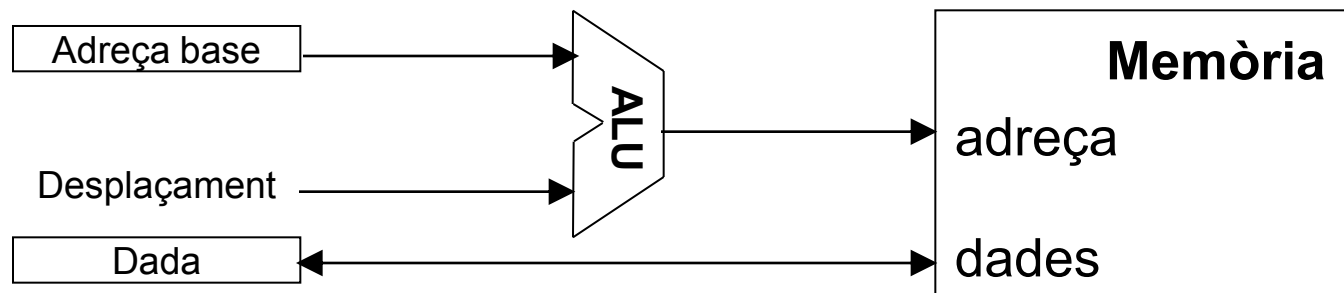 Adreça base
Memòria
ALU
adreça
Desplaçament
Dada
dades